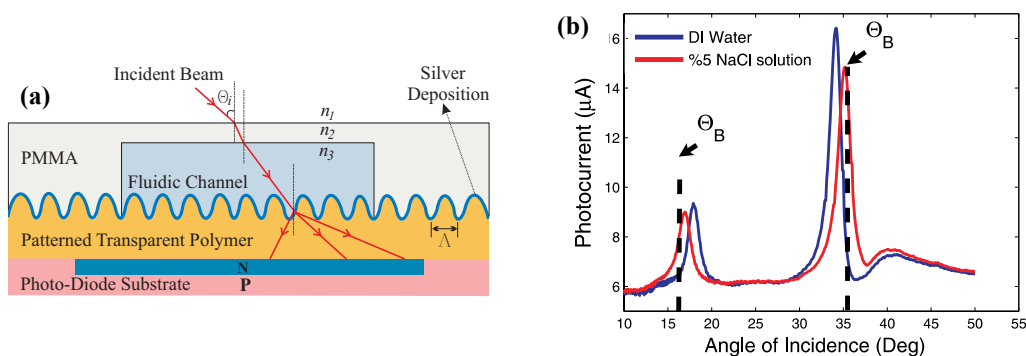 (a)
Incident Beam
Silver
Deposition
Θi
n1
n2
n3
PMMA
Fluidic Channel
Λ
Patterned Transparent Polymer
N
P
Photo-Diode Substrate
(b)
DI Water
%5 NaCl solution
ΘB
ΘB
Photocurrent (µA)
16
14
12
10
8
6
10 15 20 25 30 35 40 45 50 55
Angle of Incidence (Deg)